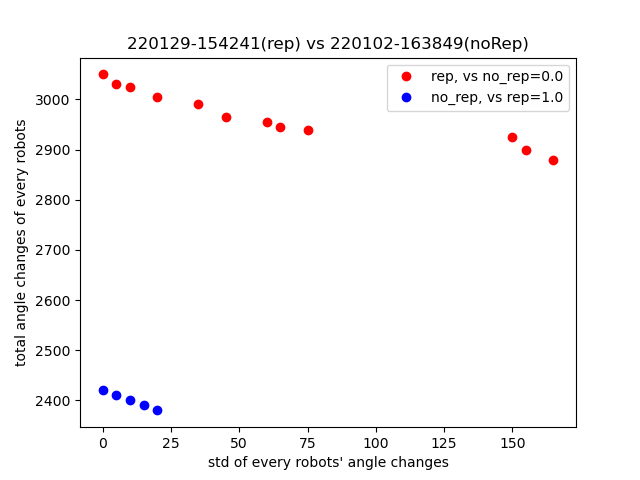 220129-154241(rep) vs 220102-163849(noRep)
rep, vs no_rep=0.0
no_rep, vs rep=1.0
total angle changes of every robots
3000
2900
2800
2700
2600
2500
2400
0 25 50 75 100 125 150
std of every robots' angle changes